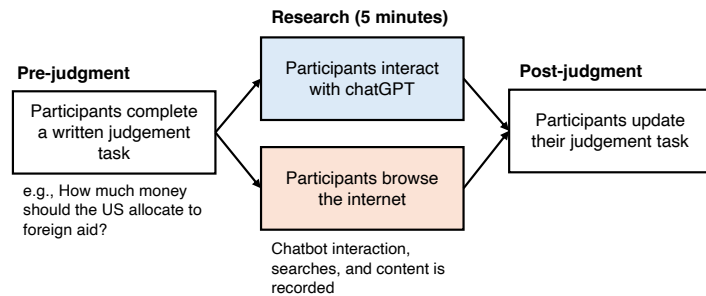 Research (5 minutes)
Pre-judgment
Participants complete
a written judgement
task
e.g., How much money
should the US allocate to
foreign aid?
Participants interact
with chatGPT
Participants browse
the internet
Chatbot interaction,
searches, and content is
recorded
Post-judgment
Participants update
their judgement task